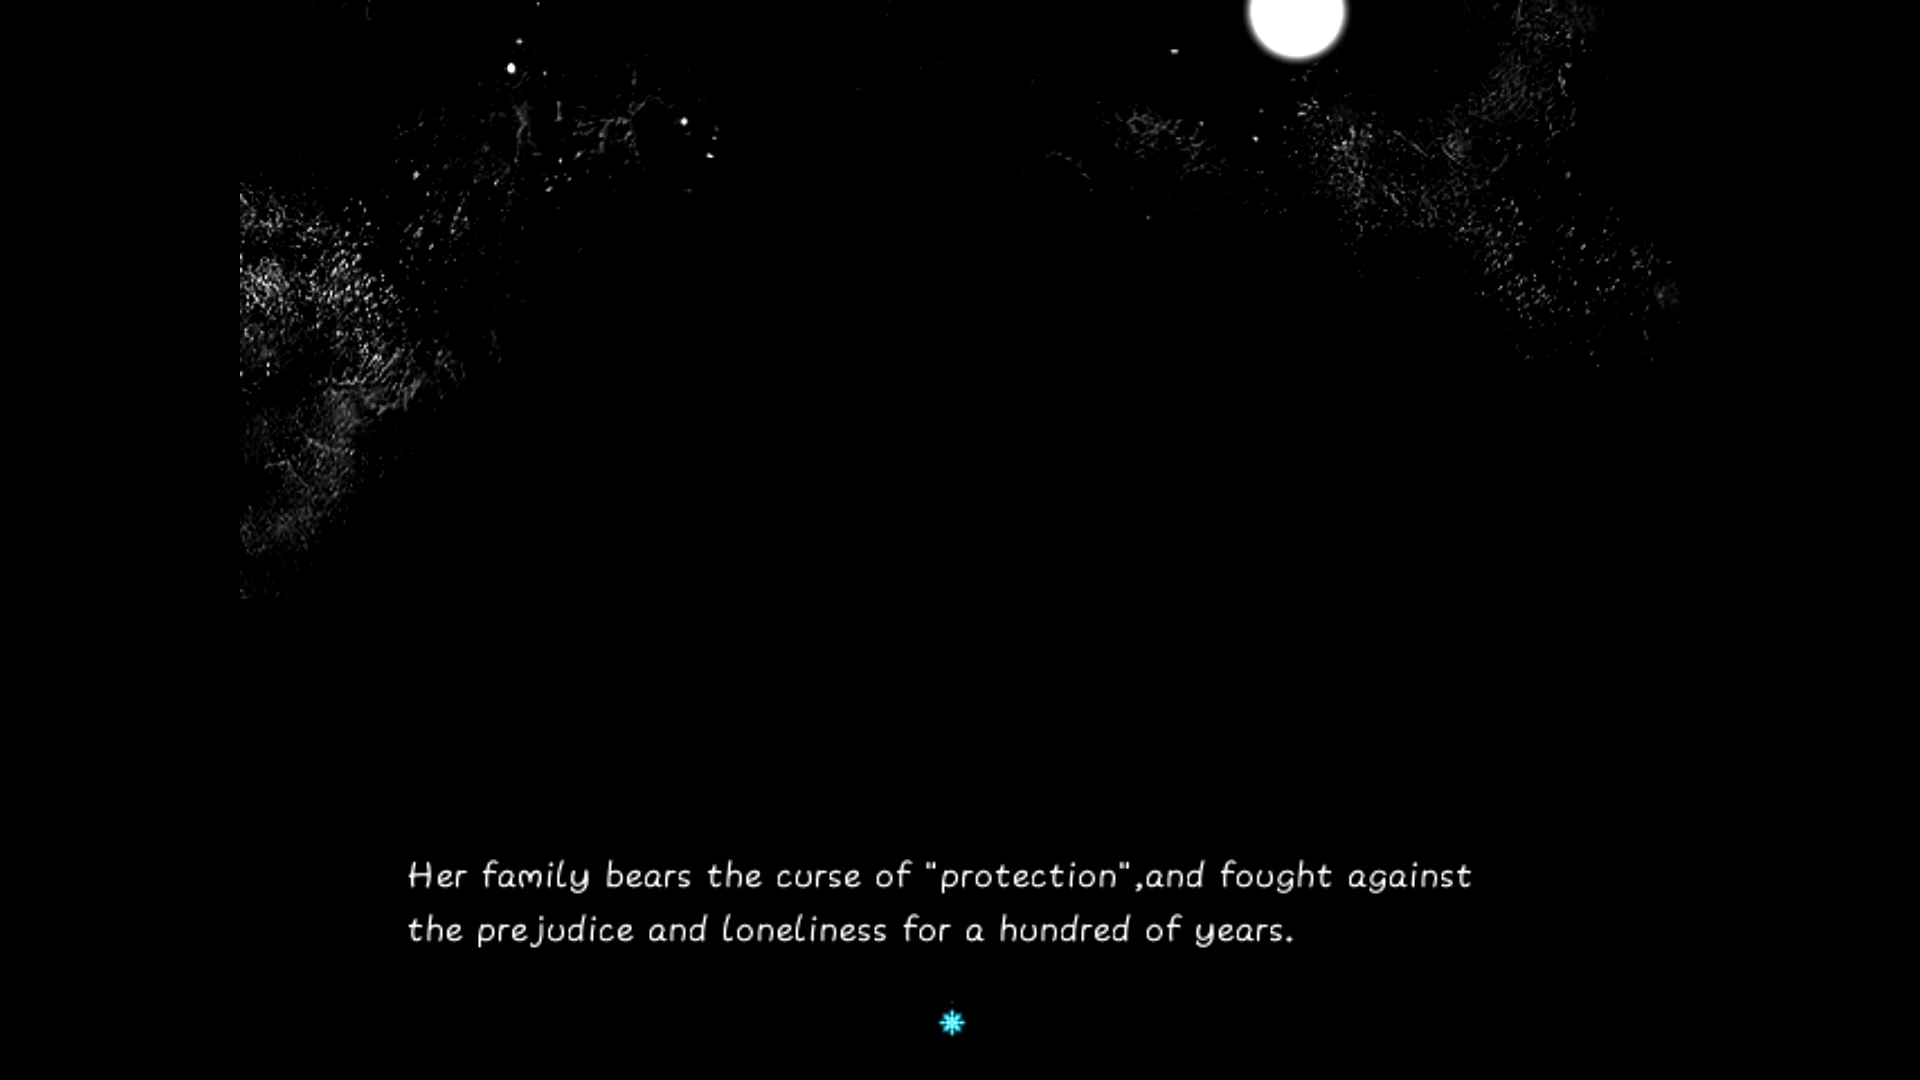 Her family bears the curse of "protection",and fought against
the prejudice and loneliness for a hundred of years.